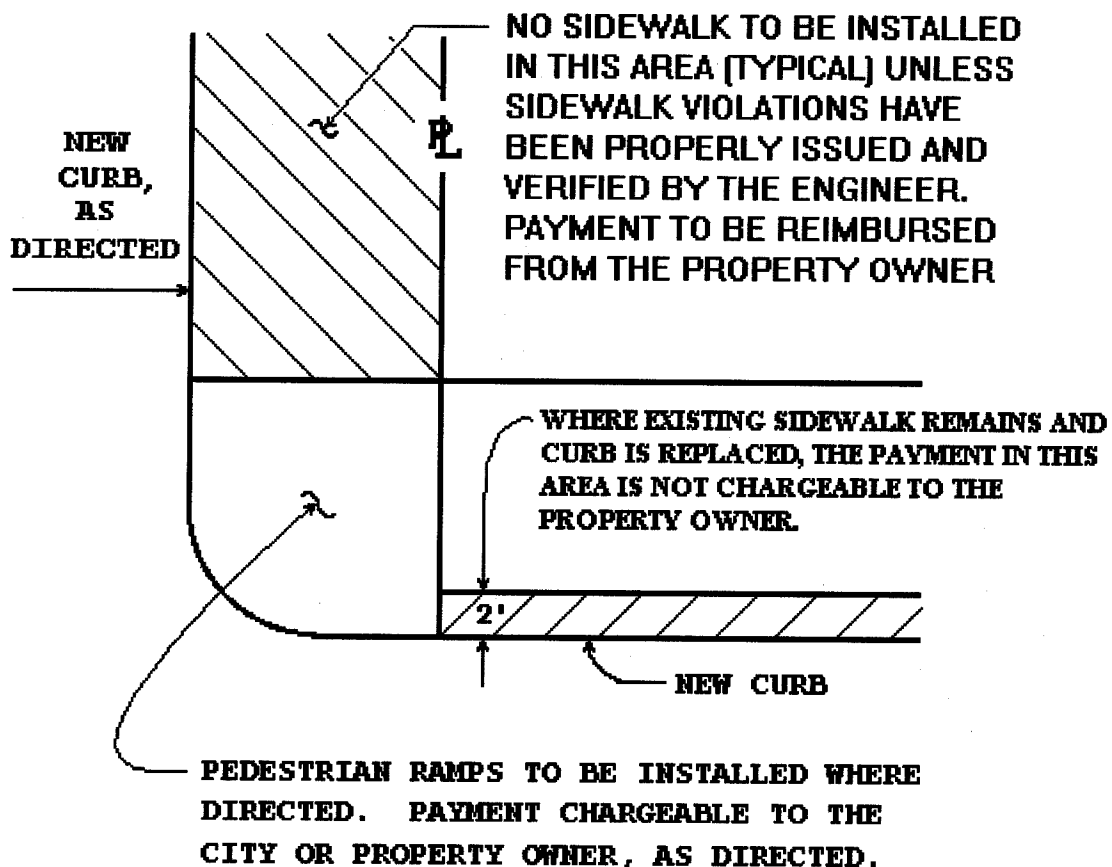 NO SIDEWALK TO BE INSTALLED
IN THIS AREA (TYPICAL) UNLESS
SIDEWALK VIOLATIONS HAVE
BEEN PROPERLY ISSUED AND
VERIFIED BY THE ENGINEER.
PAYMENT TO BE REIMBURSED
FROM THE PROPERTY OWNER
NEW
CURB,
AS
DIRECTED
PL
WHERE EXISTING SIDEWALK REMAINS AND
CURB IS REPLACED, THE PAYMENT IN THIS
AREA IS NOT CHARGEABLE TO THE
PROPERTY OWNER.
2'
NEW CURB
PEDESTRIAN RAMPS TO BE INSTALLED WHERE
DIRECTED. PAYMENT CHARGEABLE TO THE
CITY OR PROPERTY OWNER, AS DIRECTED.